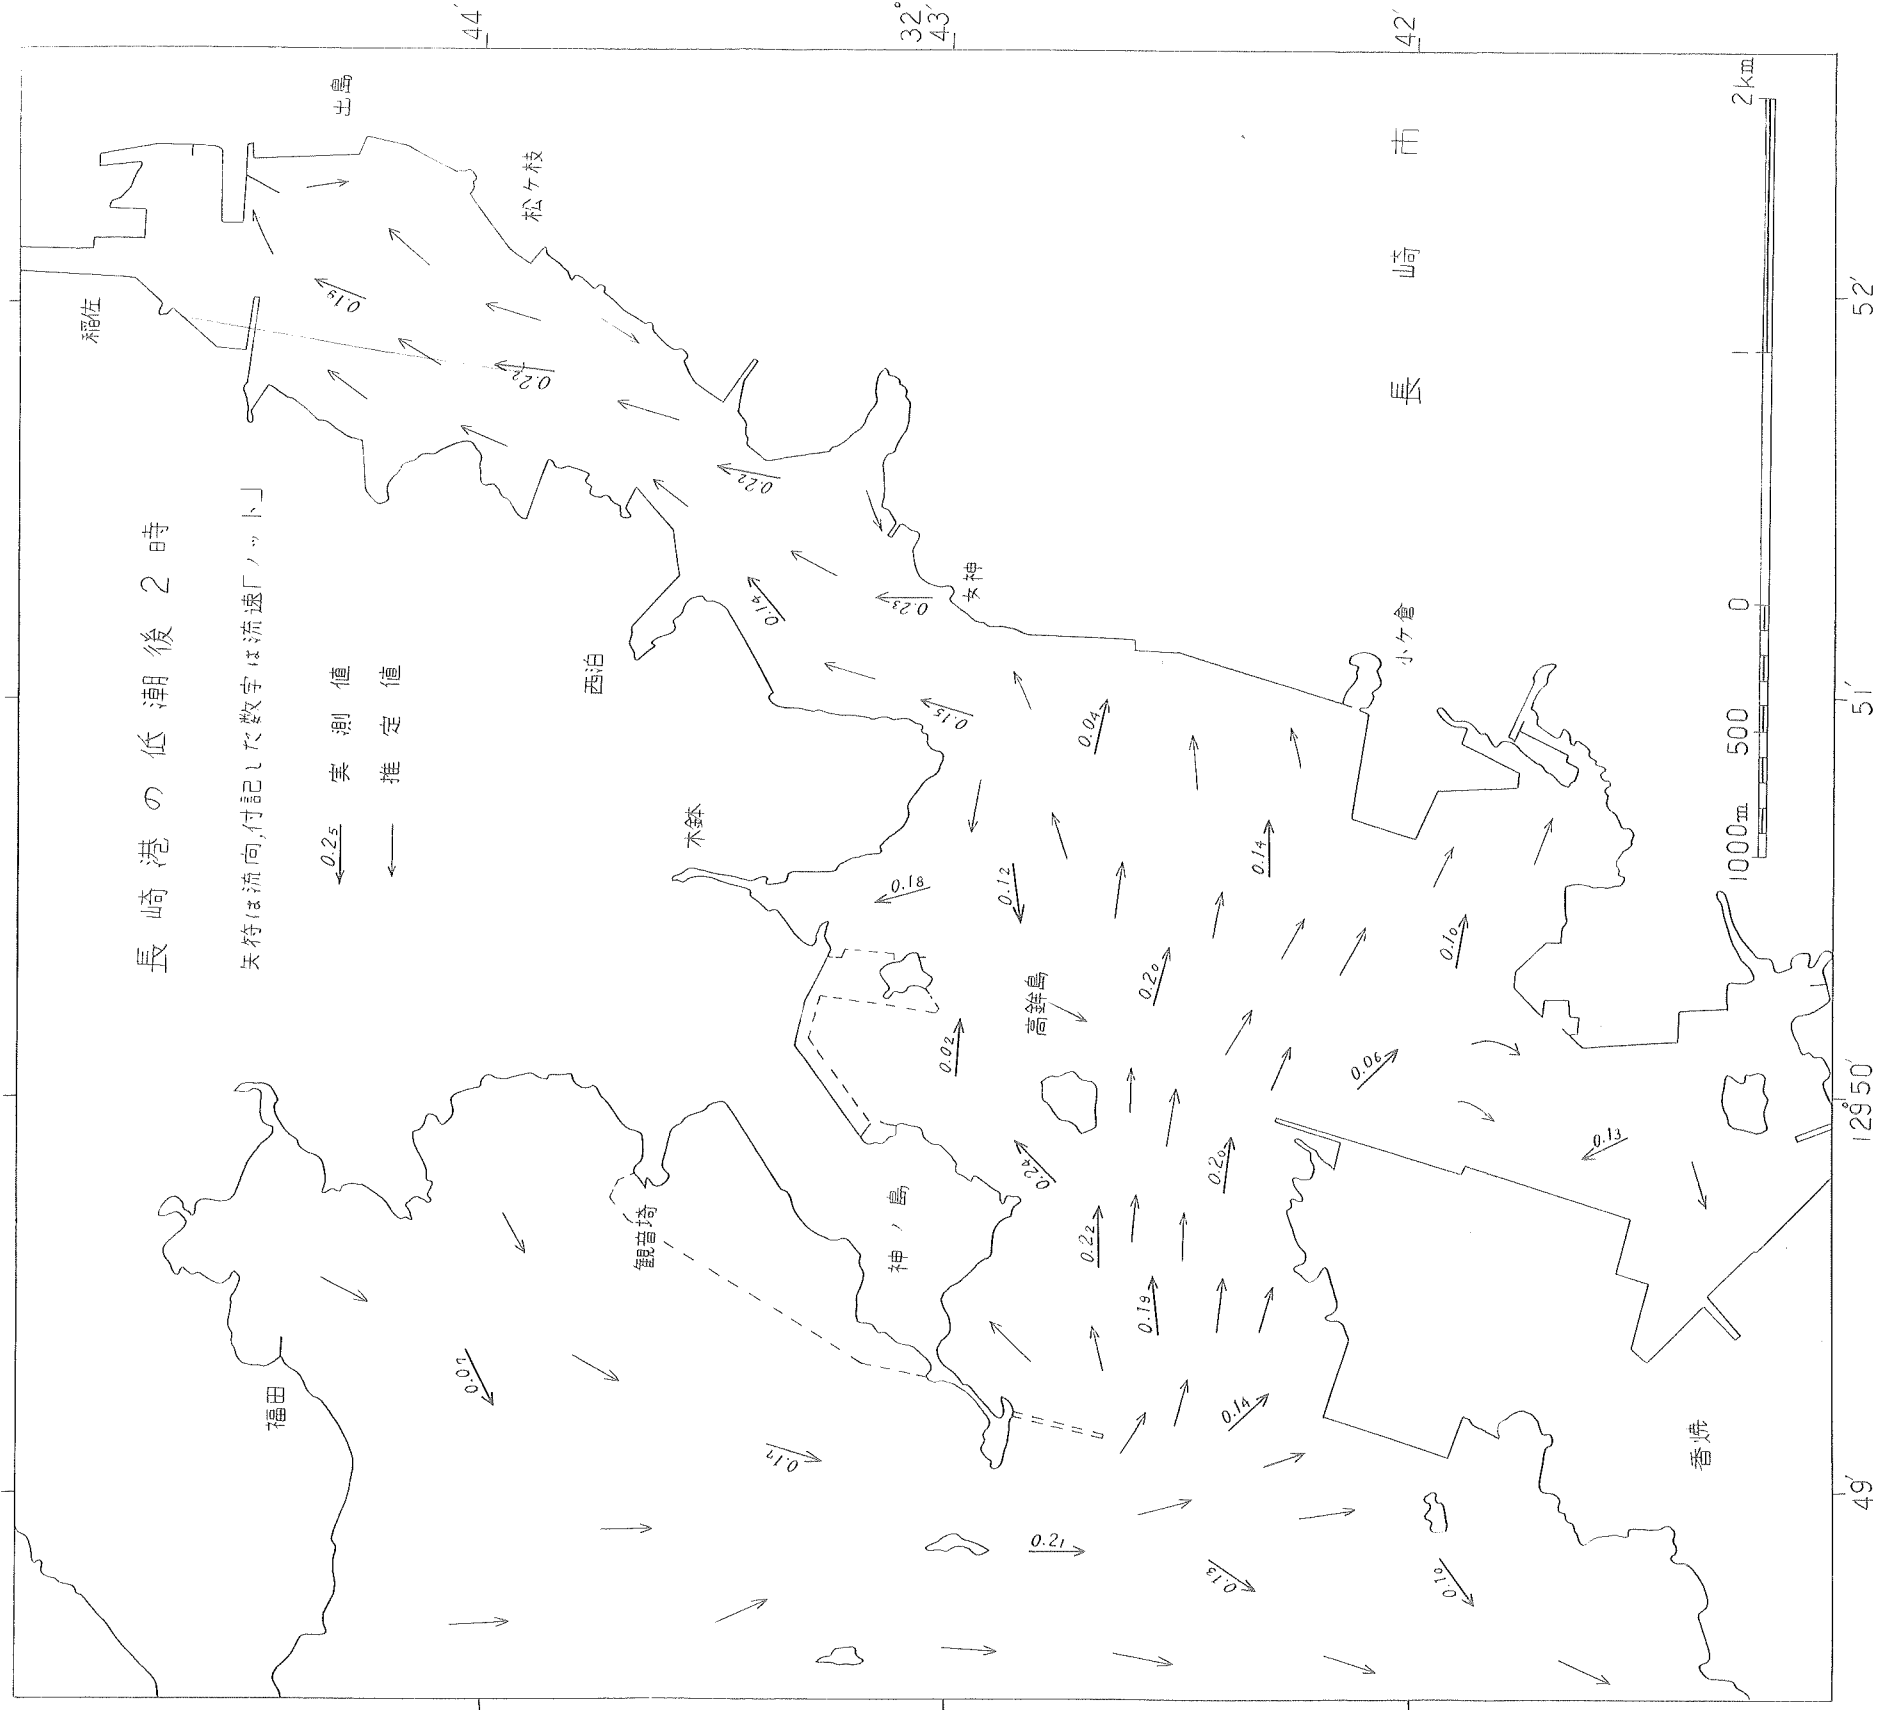 長崎港の低潮後2時
矢符は流向,付記した数字は流速「ノット」
0.25 実測値
推定値
稲佐
出島
松ケ枝
西泊
女神
木鉢
小ケ倉
高鉾島
神ノ島
観音埼
福田
香焼
長崎市
0.19
0.22
0.22
0.14
0.23
0.15
0.04
0.18
0.12
0.14
0.20
0.10
0.02
0.06
0.24
0.20
0.13
0.22
0.19
0.14
0.07
0.17
0.21
0.13
0.10
44′
32° 43′
42′
52′
51′
129° 50′
49′
1000m 500 0 1 2km